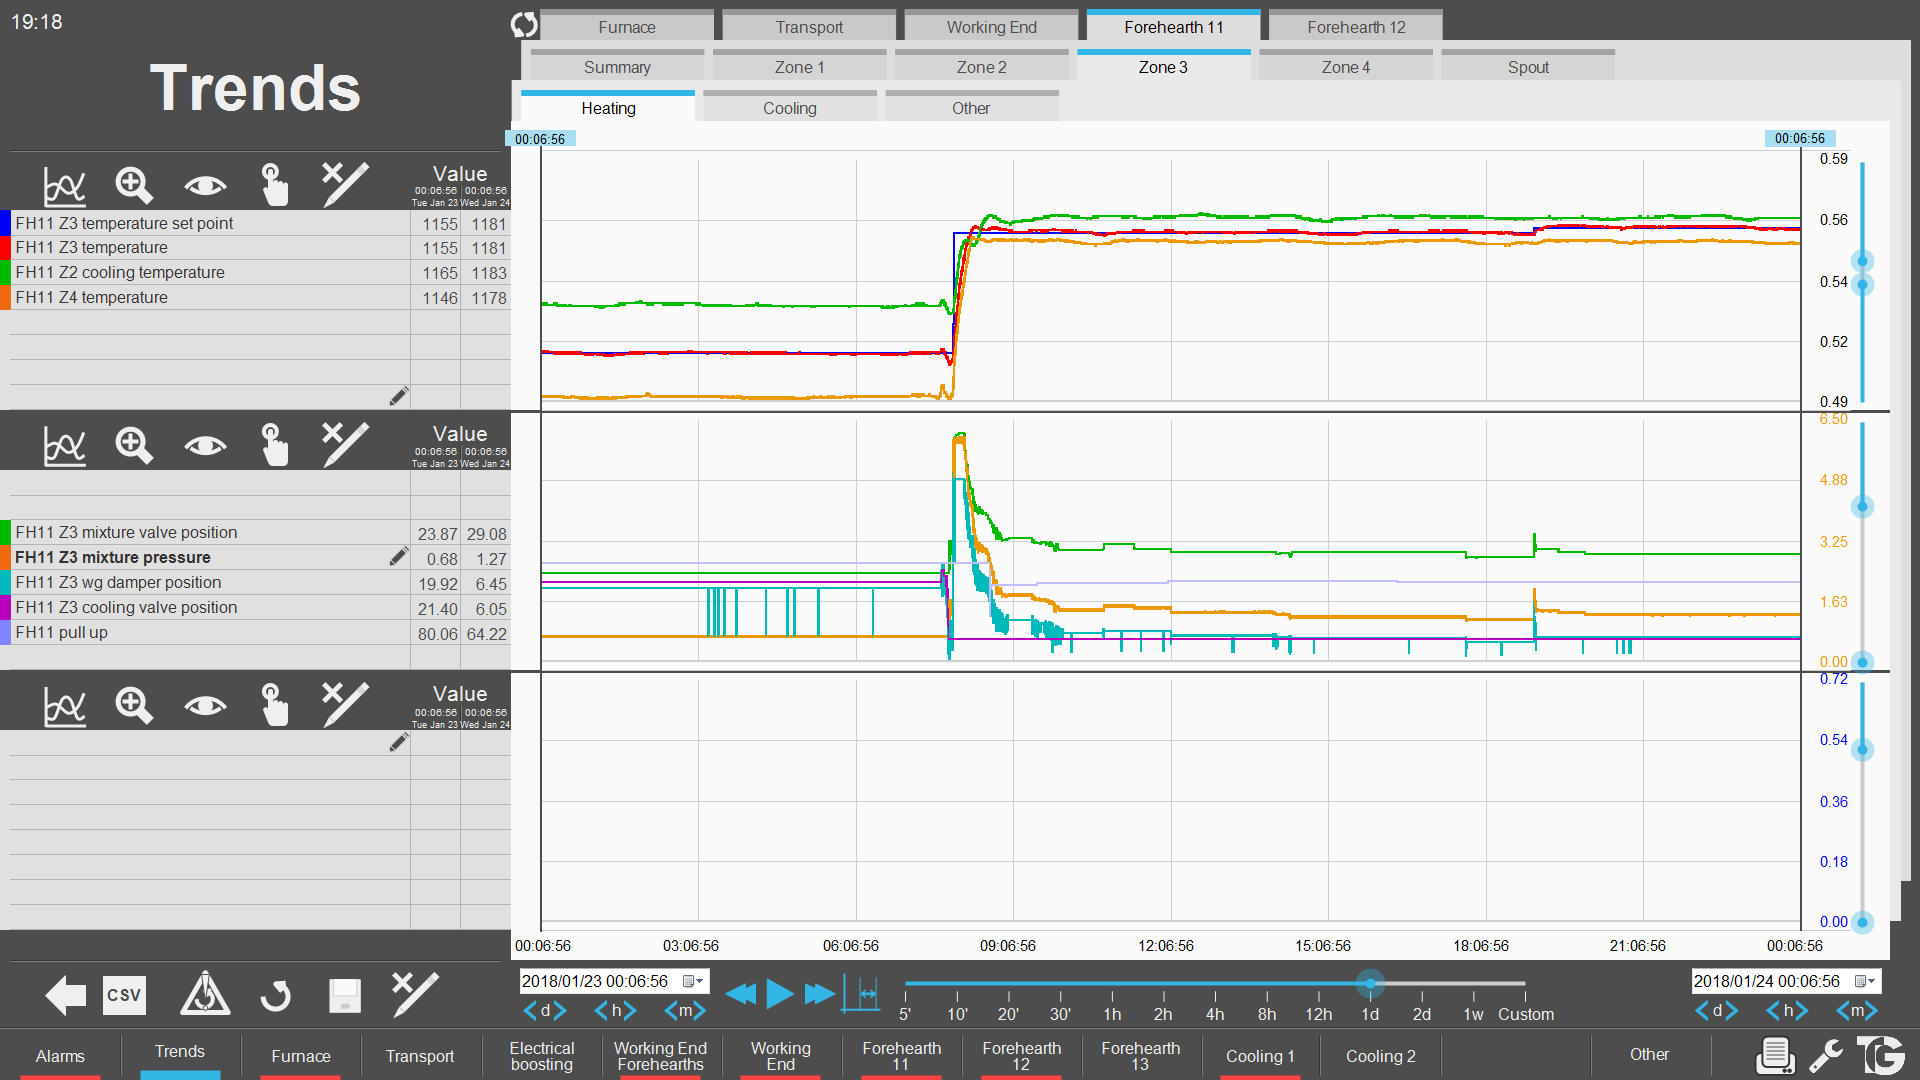 19:18
Trends
Furnace
Transport
Working End
Forehearth 11
Forehearth 12
Summary
Zone 1
Zone 2
Zone 3
Zone 4
Spout
Heating
Cooling
Other
00:06:56
00:06:56
Value
00:06:56 00:06:56
Tue Jan 23 Wed Jan 24
FH11 Z3 temperature set point 1155 1181
FH11 Z3 temperature 1155 1181
FH11 Z2 cooling temperature 1165 1183
FH11 Z4 temperature 1146 1178
0.59
0.56
0.54
0.52
0.49
Value
00:06:56 00:06:56
Tue Jan 23 Wed Jan 24
FH11 Z3 mixture valve position 23.87 29.08
FH11 Z3 mixture pressure 0.68 1.27
FH11 Z3 wg damper position 19.92 6.45
FH11 Z3 cooling valve position 21.40 6.05
FH11 pull up 80.06 64.22
6.50
4.88
3.25
1.63
0.00
Value
00:06:56 00:06:56
Tue Jan 23 Wed Jan 24
0.72
0.54
0.36
0.18
0.00
00:06:56 03:06:56 06:06:56 09:06:56 12:06:56 15:06:56 18:06:56 21:06:56 00:06:56
CSV
2018/01/23 00:06:56
<d> <h> <m>
5' 10' 20' 30' 1h 2h 4h 8h 12h 1d 2d 1w Custom
2018/01/24 00:06:56
<d> <h> <m>
Alarms
Trends
Furnace
Transport
Electrical
boosting
Working End
Forehearths
Working
End
Forehearth
11
Forehearth
12
Forehearth
13
Cooling 1
Cooling 2
Other
TG